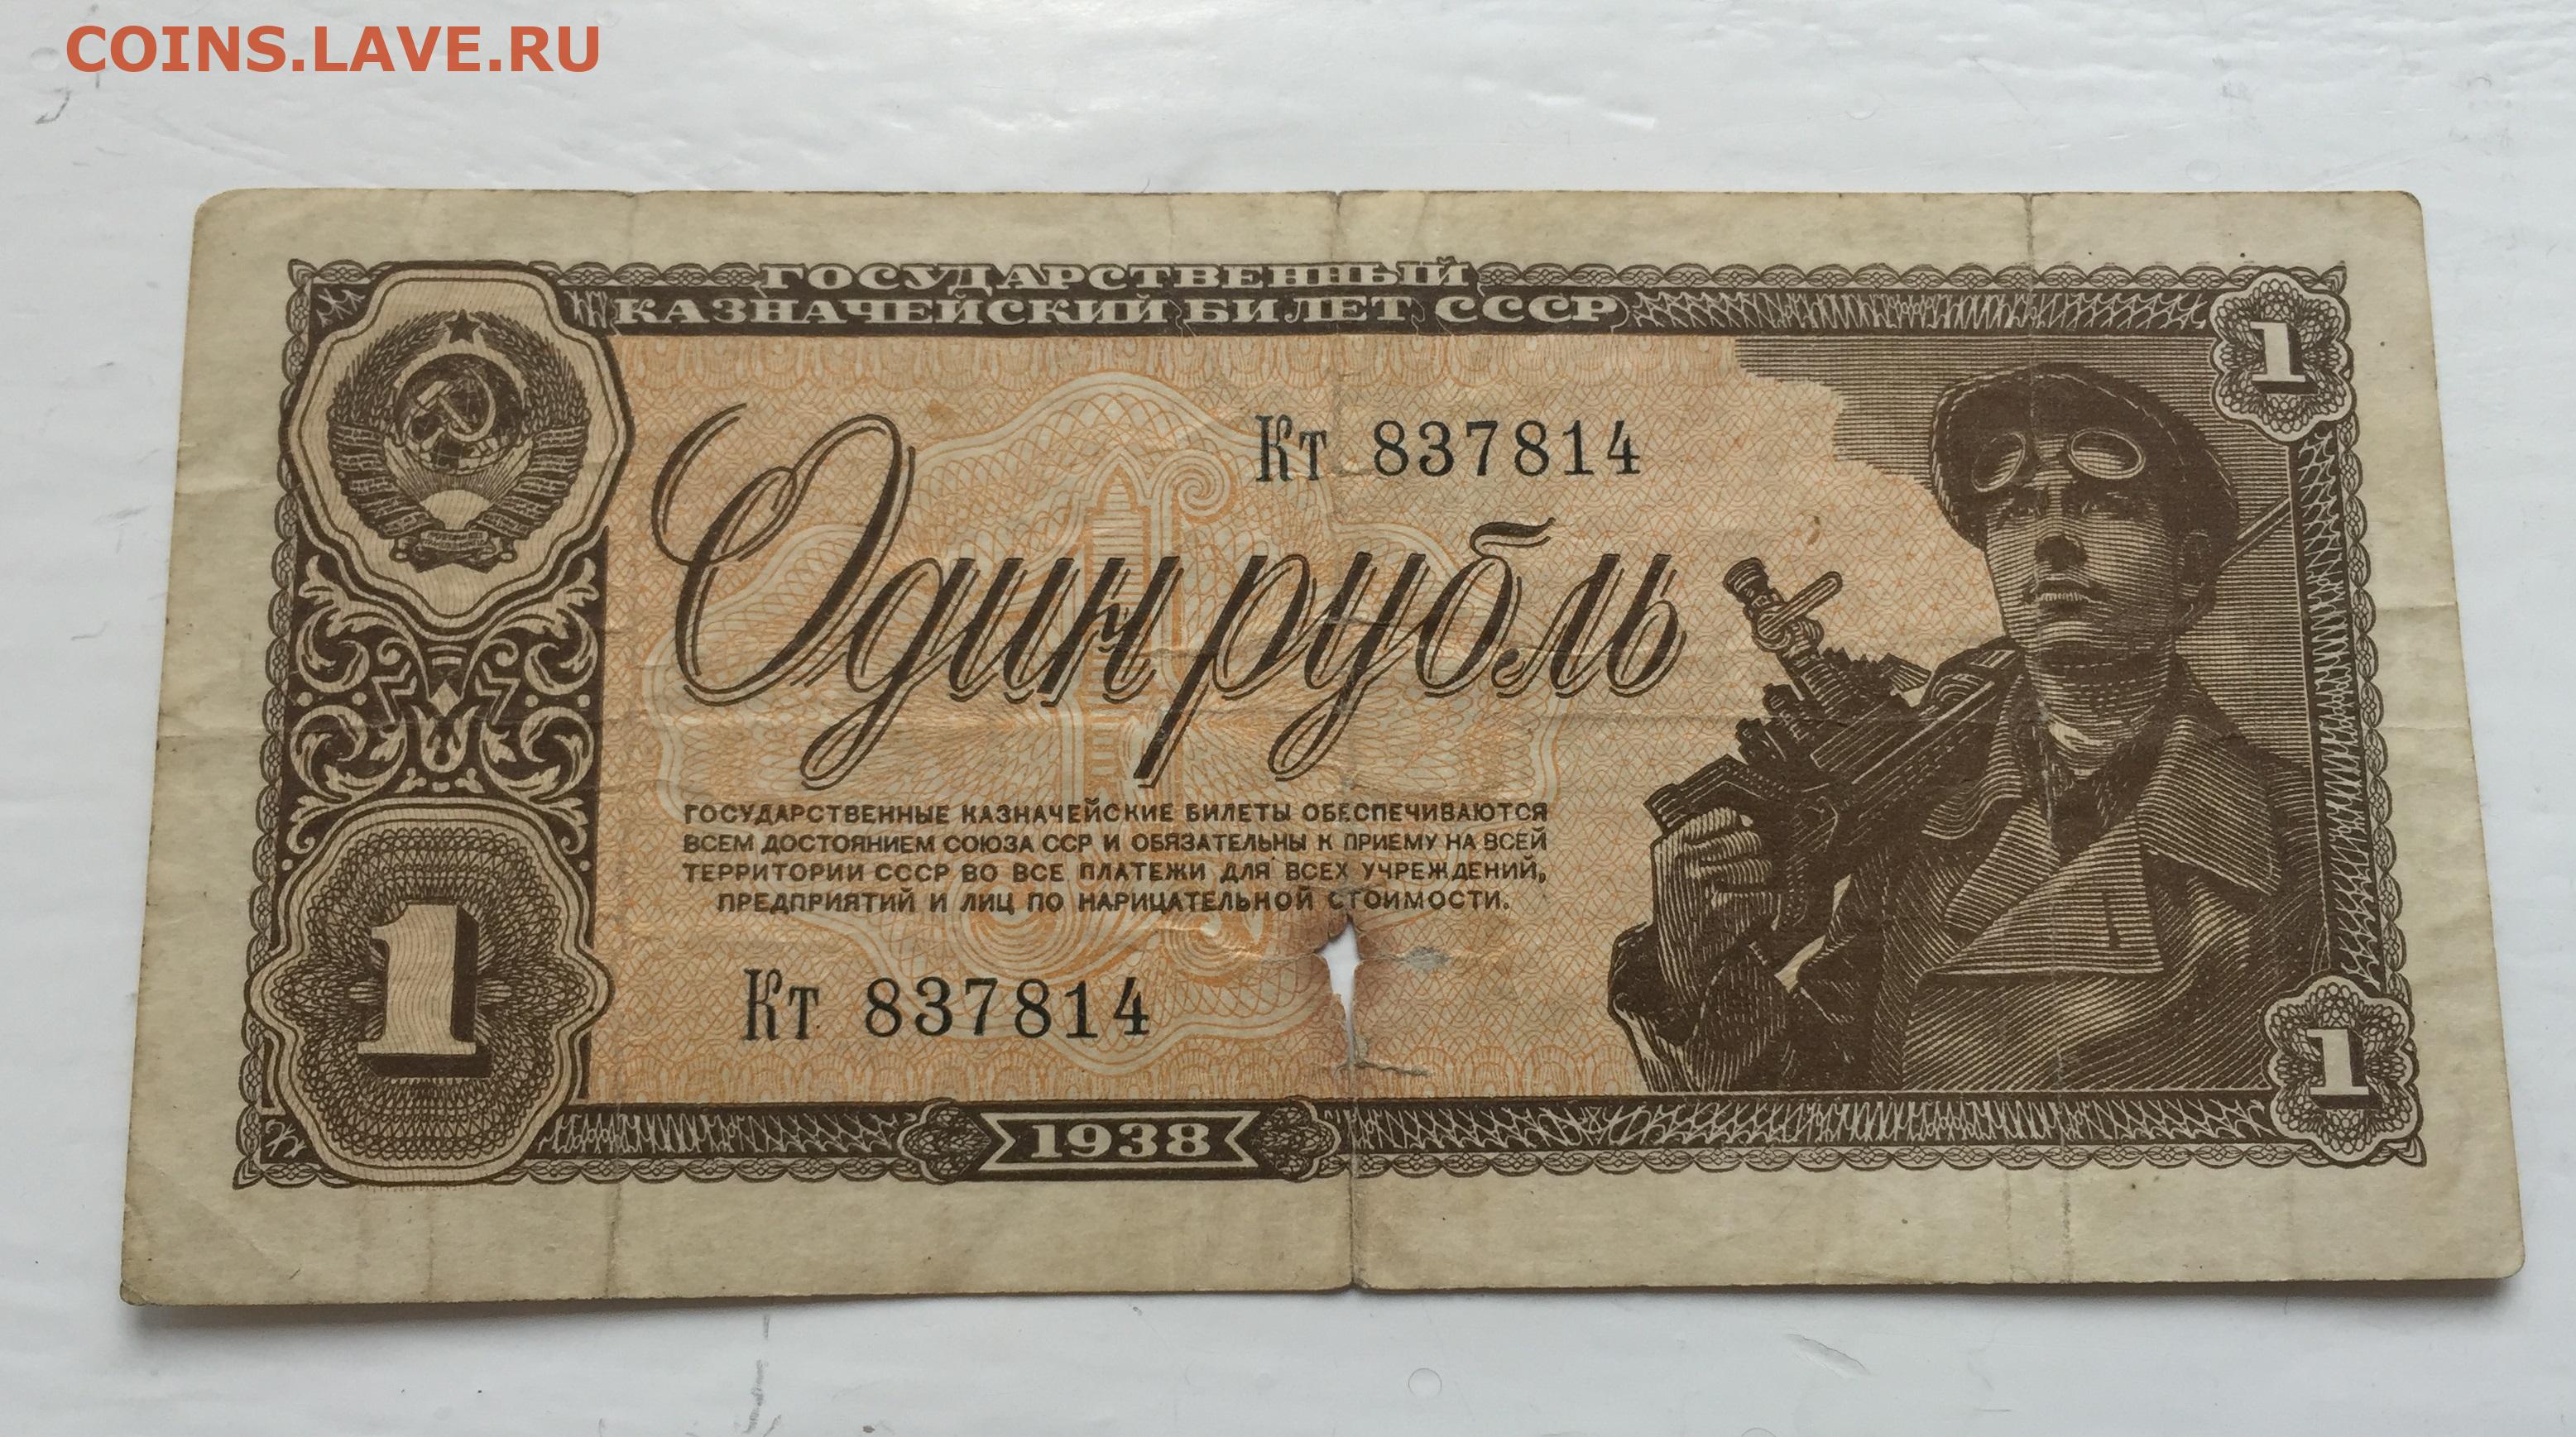 COINS.LAVE.RU
ГОСУДАРСТВЕННЫЙ
КАЗНАЧЕЙСКИЙ БИЛЕТ СССР
1
Кт 837814
Один рубль
ГОСУДАРСТВЕННЫЕ КАЗНАЧЕЙСКИЕ БИЛЕТЫ ОБЕСПЕЧИВАЮТСЯ
ВСЕМ ДОСТОЯНИЕМ СОЮЗА ССР И ОБЯЗАТЕЛЬНЫ К ПРИЕМУ НА ВСЕЙ
ТЕРРИТОРИИ СССР ВО ВСЕ ПЛАТЕЖИ ДЛЯ ВСЕХ УЧРЕЖДЕНИЙ,
ПРЕДПРИЯТИЙ И ЛИЦ ПО НАРИЦАТЕЛЬНОЙ СТОИМОСТИ.
1
Кт 837814
1
1938